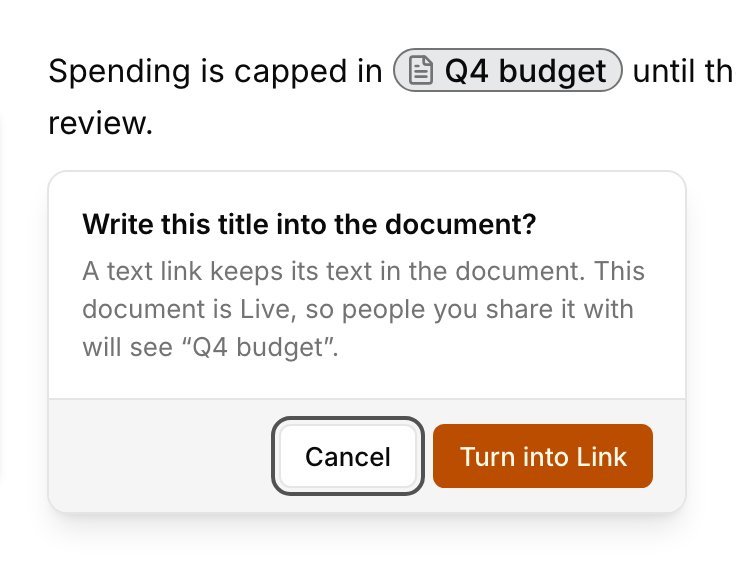 Spending is capped in Q4 budget until th
review.
Write this title into the document?
A text link keeps its text in the document. This
document is Live, so people you share it with
will see “Q4 budget”.
Cancel Turn into Link